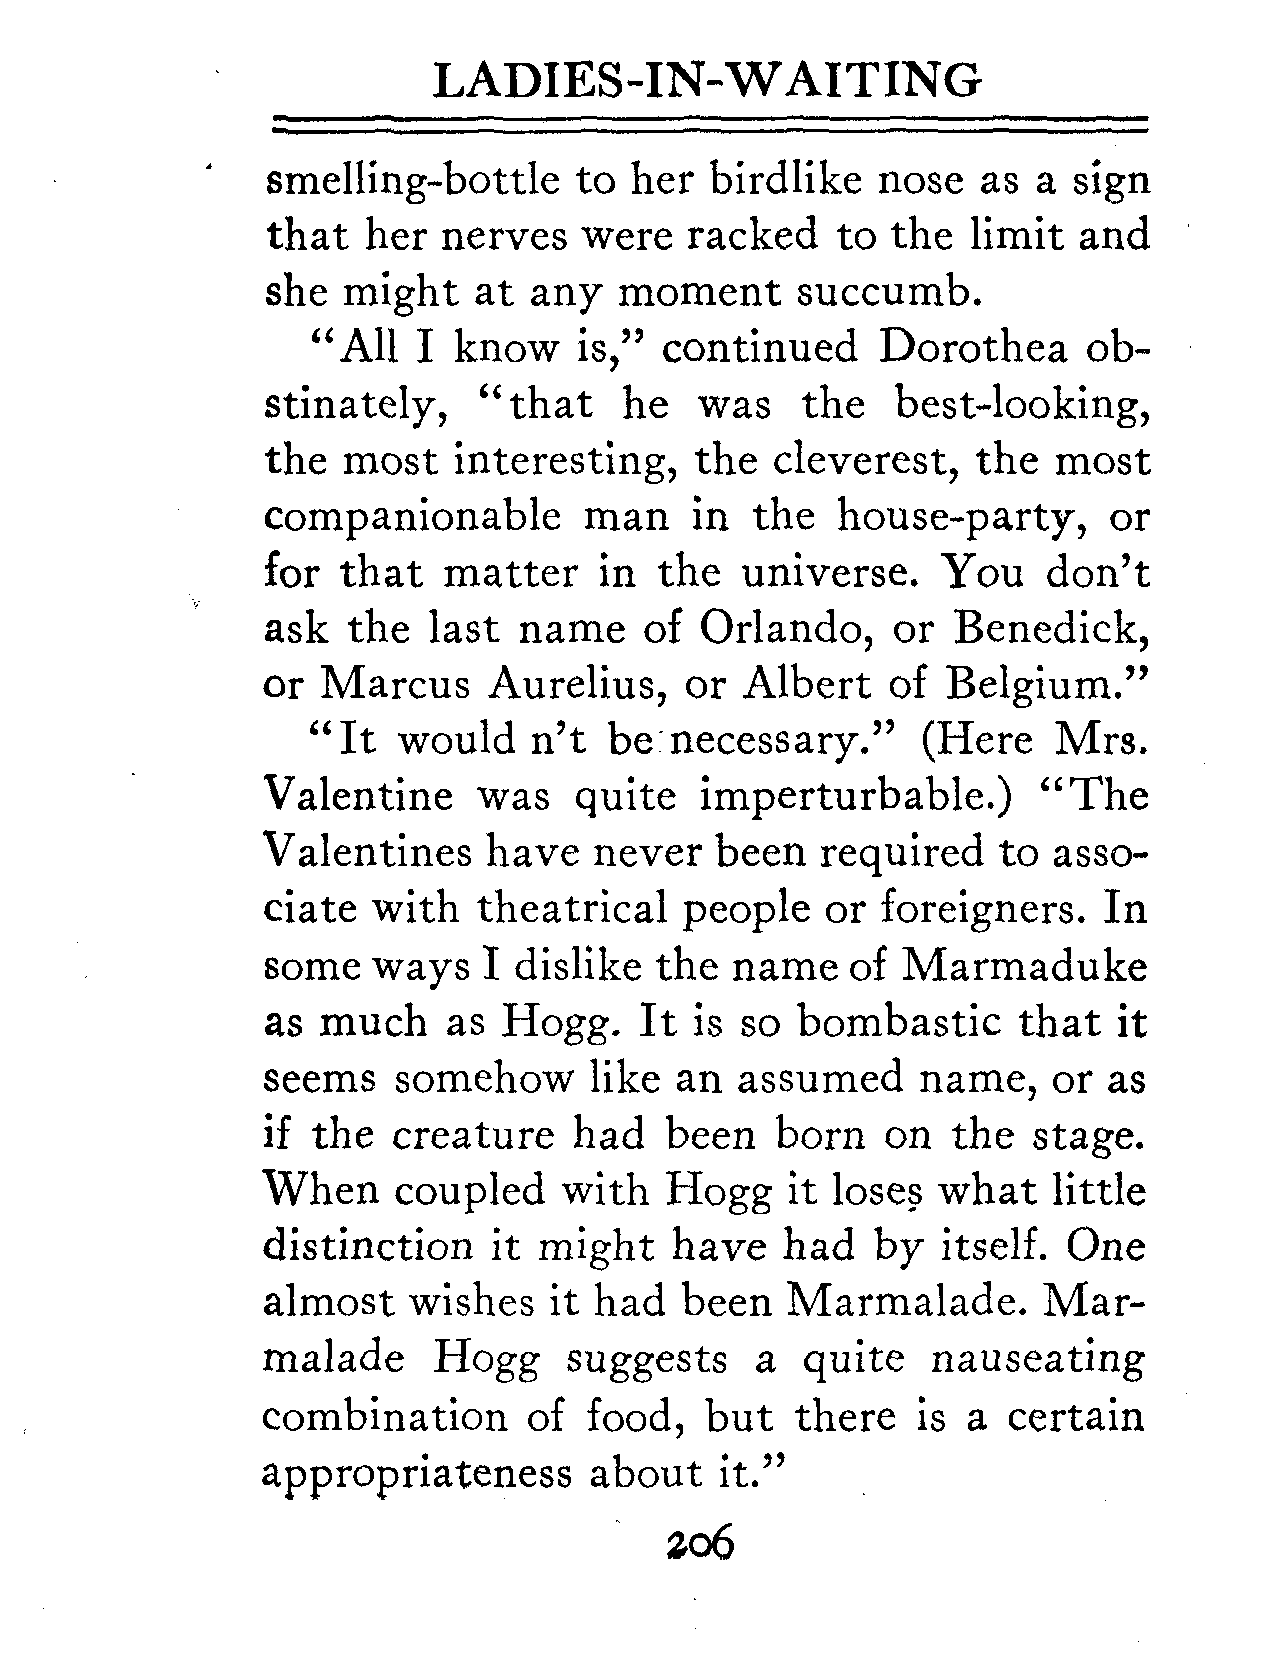 LADIES-IN-WAITING
smelling-bottle to her birdlike nose as a sign
that her nerves were racked to the limit and
she might at any moment succumb.
“All I know is,” continued Dorothea ob-
stinately, “that he was the best-looking,
the most interesting, the cleverest, the most
companionable man in the house-party, or
for that matter in the universe. You don’t
ask the last name of Orlando, or Benedick,
or Marcus Aurelius, or Albert of Belgium.”
“It would n’t be necessary.” (Here Mrs.
Valentine was quite imperturbable.) “The
Valentines have never been required to asso-
ciate with theatrical people or foreigners. In
some ways I dislike the name of Marmaduke
as much as Hogg. It is so bombastic that it
seems somehow like an assumed name, or as
if the creature had been born on the stage.
When coupled with Hogg it loses what little
distinction it might have had by itself. One
almost wishes it had been Marmalade. Mar-
malade Hogg suggests a quite nauseating
combination of food, but there is a certain
appropriateness about it.”
206